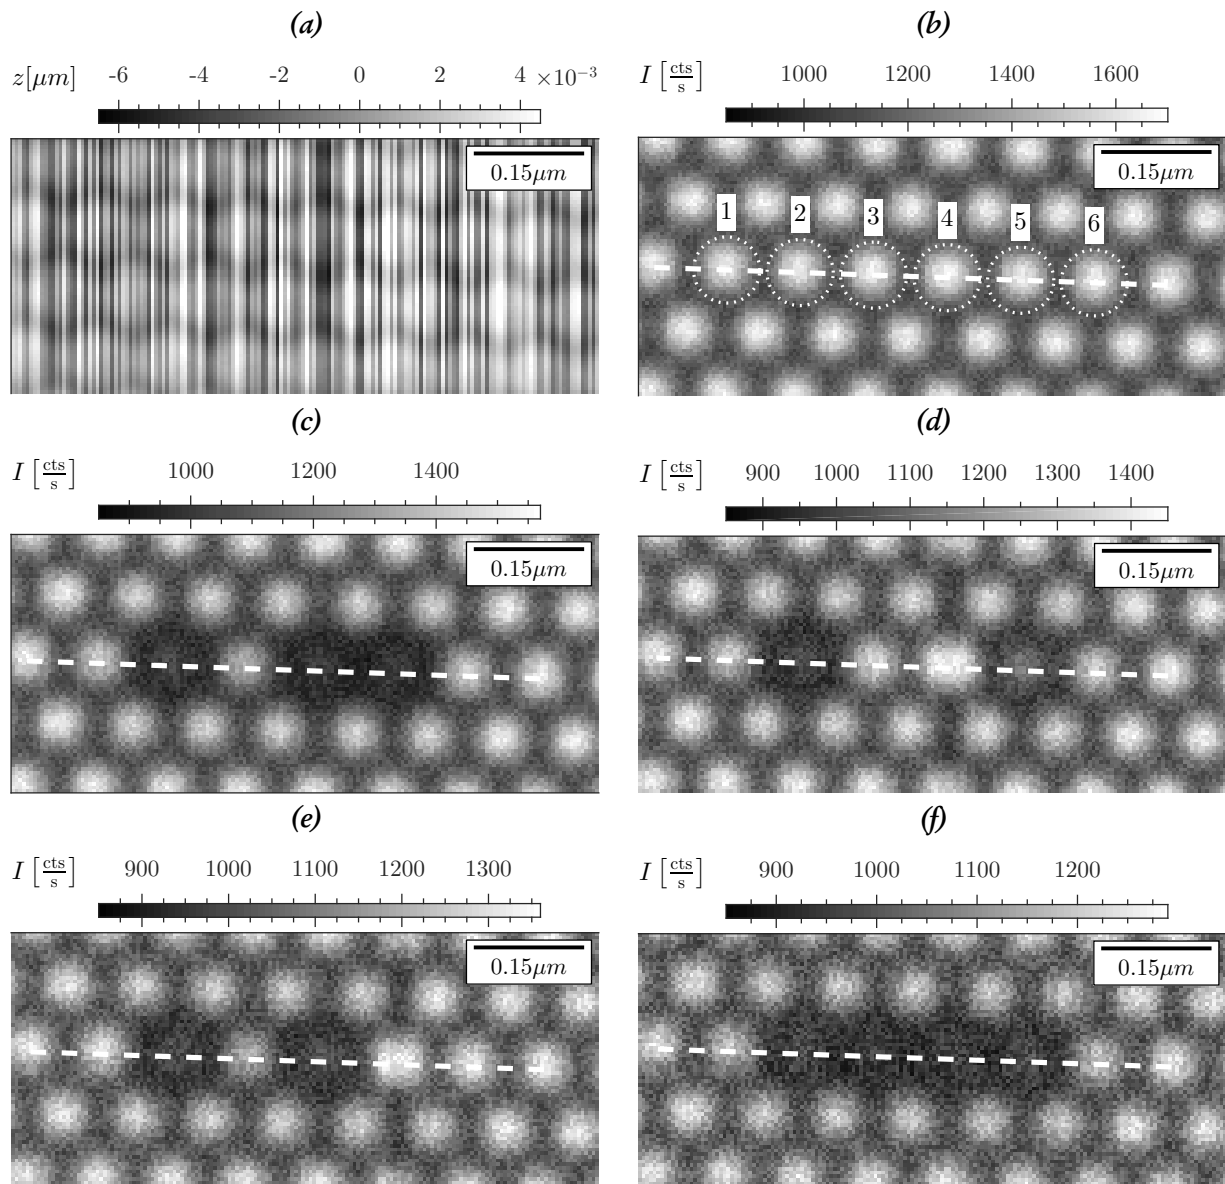 (a)
z[μm] -6 -4 -2 0 2 4 ×10⁻³
0.15μm
(b)
I [cts/s] 1000 1200 1400 1600
0.15μm
1 2 3 4 5 6
(c)
I [cts/s] 1000 1200 1400
0.15μm
(d)
I [cts/s] 900 1000 1100 1200 1300 1400
0.15μm
(e)
I [cts/s] 900 1000 1100 1200 1300
0.15μm
(f)
I [cts/s] 900 1000 1100 1200
0.15μm